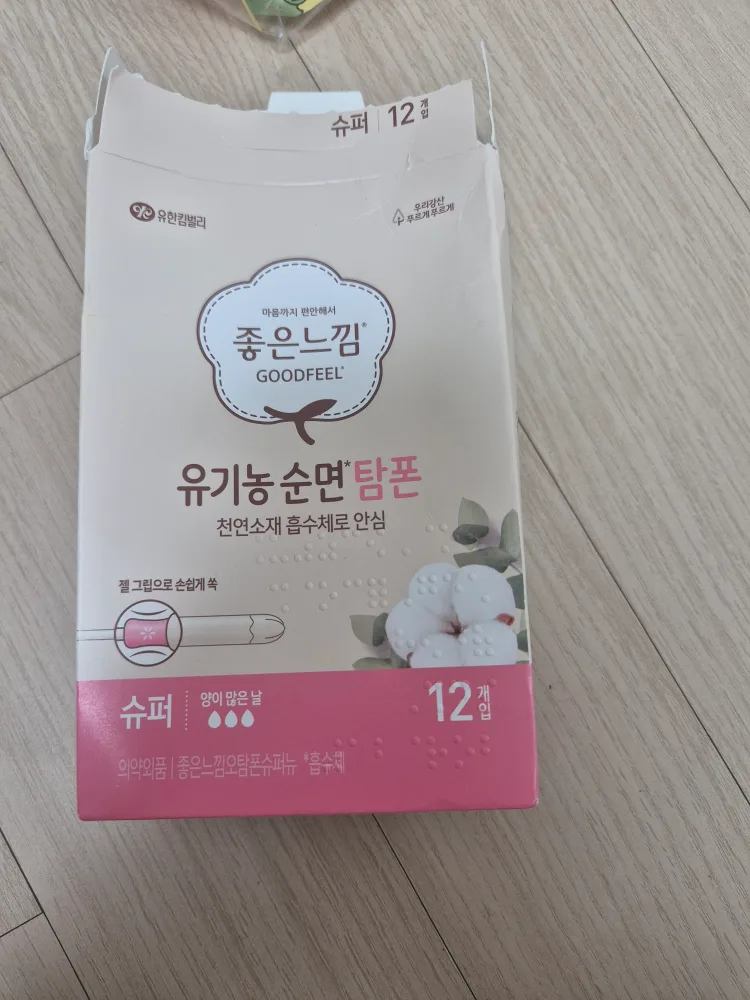 슈퍼 | 12개입
유한킴벌리
우리강산
푸르게 푸르게
마음까지 편안해서
좋은느낌®
GOODFEEL®
유기농 순면*탐폰
천연소재 흡수체로 안심
젤 그립으로 손쉽게 쏙
슈퍼
양이 많은 날
12개입
의약외품 | 좋은느낌오탐폰슈퍼뉴 *흡수체